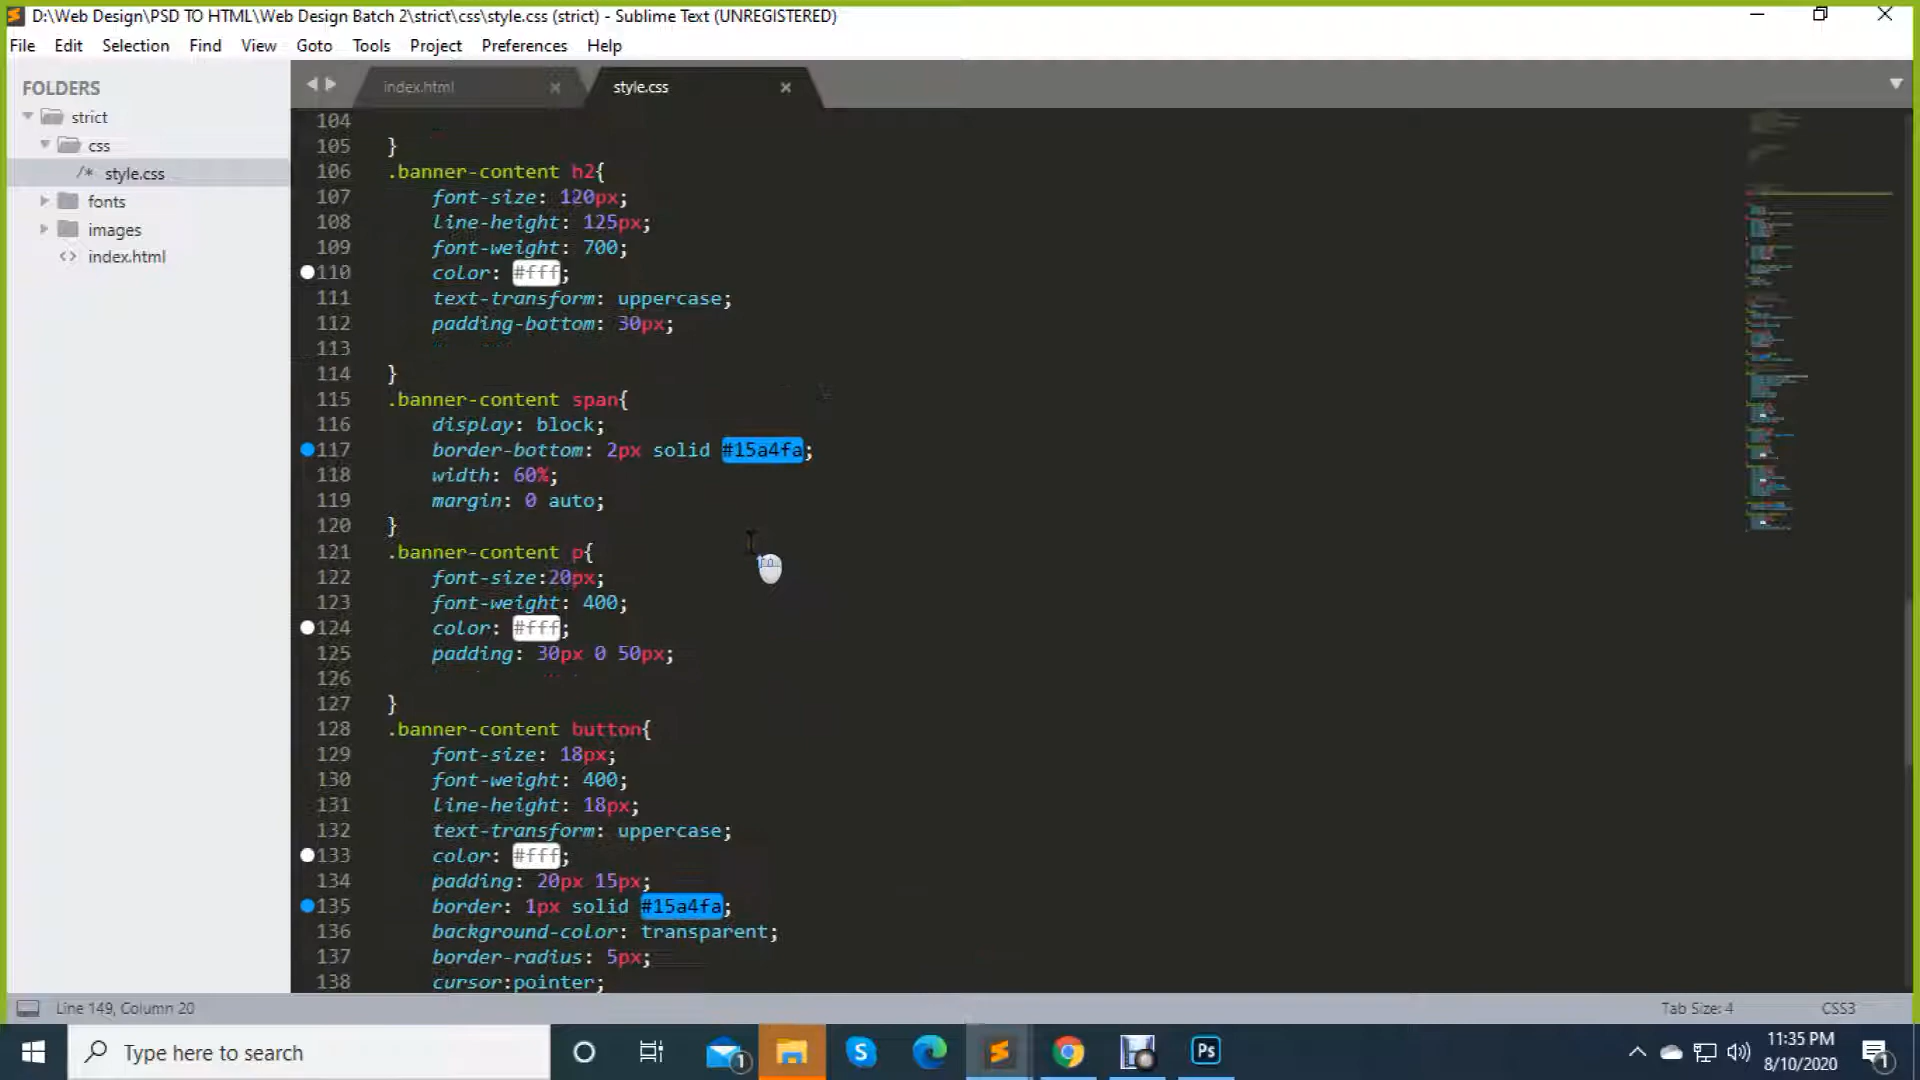 D:\Web Design\PSD TO HTML\Web Design Batch 2\strict\css\style.css (strict) - Sublime Text (UNREGISTERED)
File Edit Selection Find View Goto Tools Project Preferences Help
FOLDERS
strict
css
/* style.css
fonts
images
<> index.html
index.html
style.css
104
105 }
106 .banner-content h2{
107 font-size: 120px;
108 line-height: 125px;
109 font-weight: 700;
110 color: #fff;
111 text-transform: uppercase;
112 padding-bottom: 30px;
113
114 }
115 .banner-content span{
116 display: block;
117 border-bottom: 2px solid #15a4fa;
118 width: 60%;
119 margin: 0 auto;
120 }
121 .banner-content p{
122 font-size:20px;
123 font-weight: 400;
124 color: #fff;
125 padding: 30px 0 50px;
126
127 }
128 .banner-content button{
129 font-size: 18px;
130 font-weight: 400;
131 line-height: 18px;
132 text-transform: uppercase;
133 color: #fff;
134 padding: 20px 15px;
135 border: 1px solid #15a4fa;
136 background-color: transparent;
137 border-radius: 5px;
138 cursor:pointer;
Line 149, Column 20
Tab Size: 4
CSS3
Type here to search
1
S
Ps
11:35 PM
8/10/2020
1